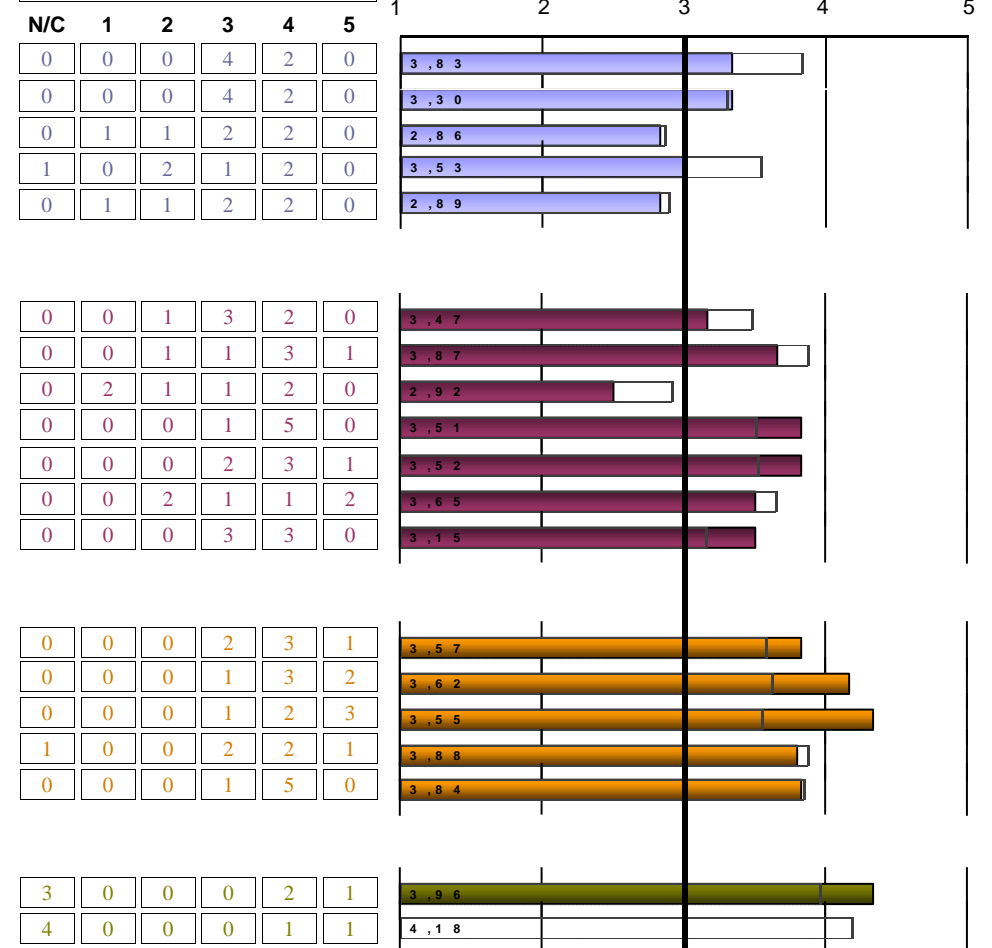 1 2 3 4 5
N/C 1 2 3 4 5
0 0 0 4 2 0 3,83
0 0 0 4 2 0 3,30
0 1 1 2 2 0 2,86
1 0 2 1 2 0 3,53
0 1 1 2 2 0 2,89
0 0 1 3 2 0 3,47
0 0 1 1 3 1 3,87
0 2 1 1 2 0 2,92
0 0 0 1 5 0 3,51
0 0 0 2 3 1 3,52
0 0 2 1 1 2 3,65
0 0 0 3 3 0 3,15
0 0 0 2 3 1 3,57
0 0 0 1 3 2 3,62
0 0 0 1 2 3 3,55
1 0 0 2 2 1 3,88
0 0 0 1 5 0 3,84
3 0 0 0 2 1 3,96
4 0 0 0 1 1 4,18